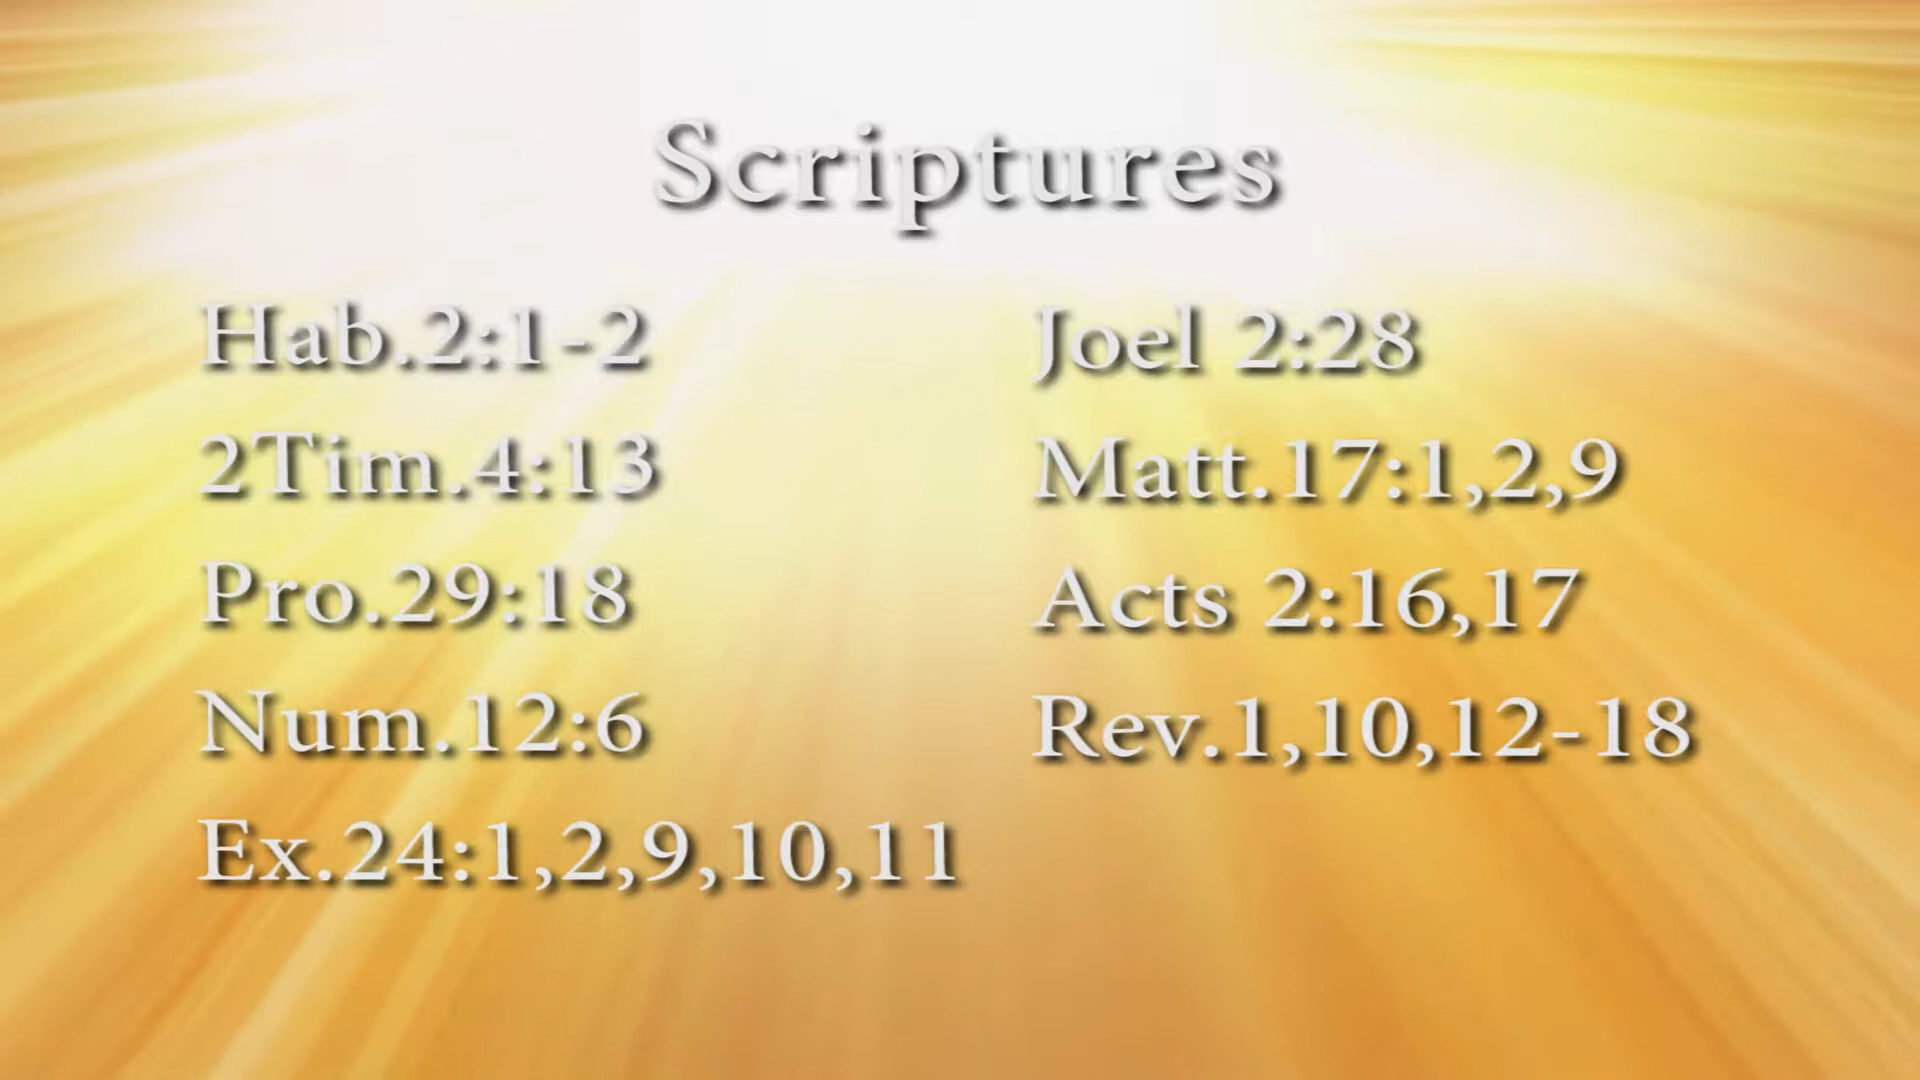 Scriptures
Hab.2:1-2
2Tim.4:13
Pro.29:18
Num.12:6
Ex.24:1,2,9,10,11
Joel 2:28
Matt.17:1,2,9
Acts 2:16,17
Rev.1,10,12-18